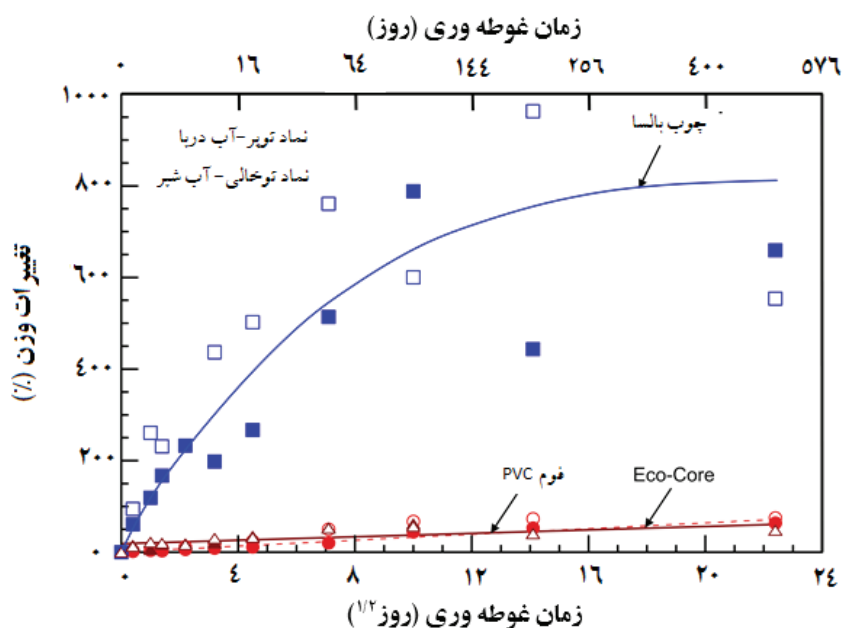 زمان غوطه وری (روز)
۰ ۱۶ ۶۴ ۱۴۴ ۲۵۶ ۴۰۰ ۵۷۶
۱۰۰۰
نماد توپر-آب دریا
چوب بالسا
نماد توخالی- آب شیر
۸۰۰
۶۰۰
تغییرات وزن (٪)
۴۰۰
۲۰۰
فوم PVC
Eco-Core
۰
۰ ۴ ۸ ۱۲ ۱۶ ۲۰ ۲۴
زمان غوطه وری (روز۱/۲)